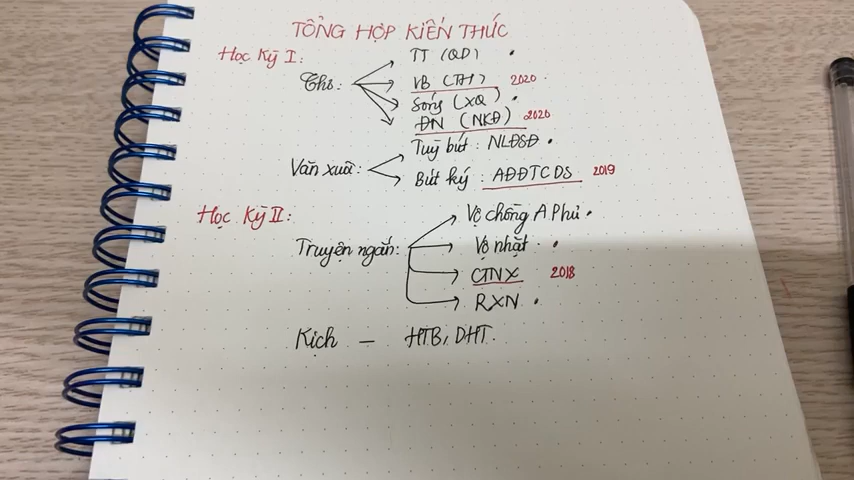 TỔNG HỢP KIẾN THỨC
Học Kỳ I:
Thơ: TT (QD)
VB (TH) 2020
Sóng (XQ)
ĐN (NKĐ) 2020
Văn xuôi: Tuỳ bút: NLĐSĐ
Bút ký: AĐĐTCDS 2019
Học Kỳ II:
Truyện ngắn: Vợ chồng A Phủ
Vợ nhặt
CTNX 2018
RXN
Kịch - HTB, DHT.